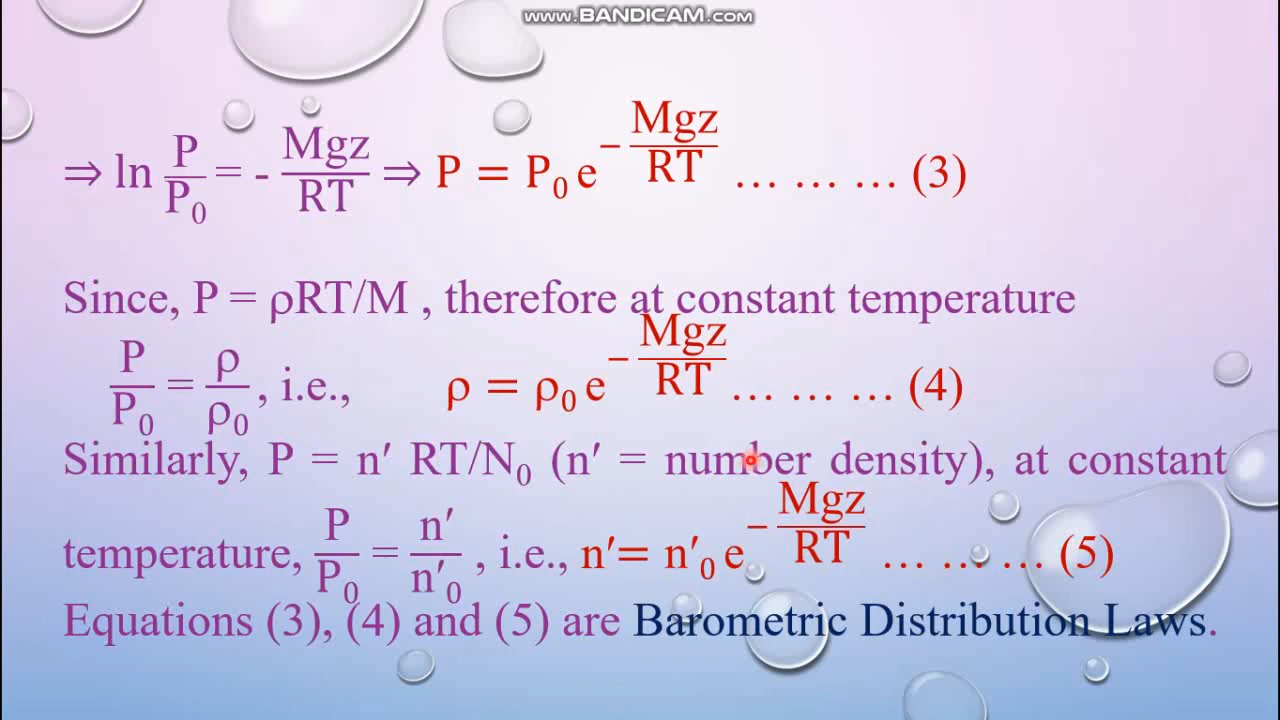 www.BANDICAM.com
⇒ ln P/P₀ = - Mgz/RT ⇒ P = P₀ e^(−Mgz/RT) … … … (3)
Since, P = ρRT/M , therefore at constant temperature
P/P₀ = ρ/ρ₀ , i.e., ρ = ρ₀ e^(−Mgz/RT) … … … (4)
Similarly, P = n′ RT/N₀ (n′ = number density), at constant
temperature, P/P₀ = n′/n′₀ , i.e., n′= n′₀ e^(−Mgz/RT) … … … (5)
Equations (3), (4) and (5) are Barometric Distribution Laws.